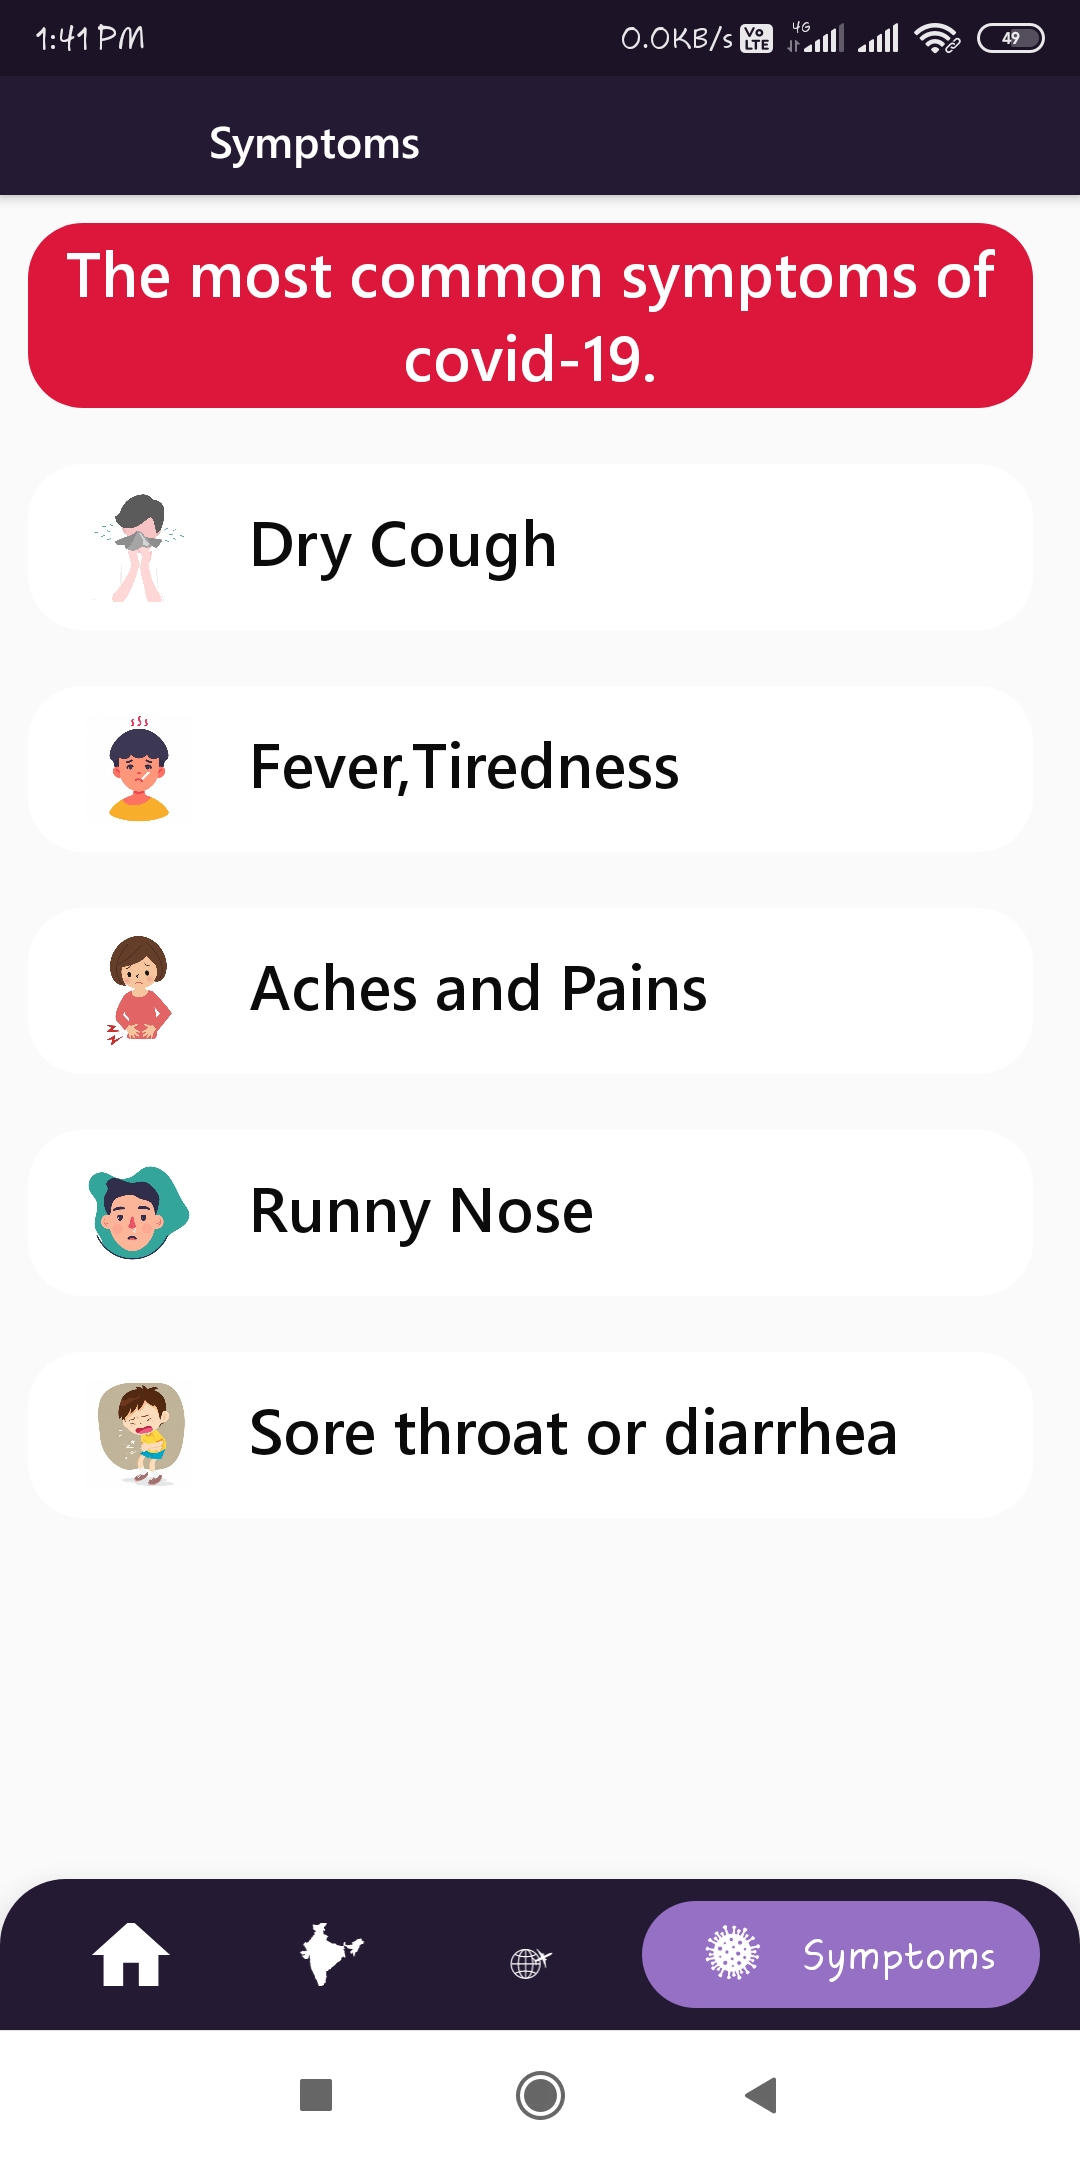 1:41 PM 0.0KB/s Vo LTE 4G 49
Symptoms
The most common symptoms of
covid-19.
Dry Cough
Fever,Tiredness
Aches and Pains
Runny Nose
Sore throat or diarrhea
Symptoms